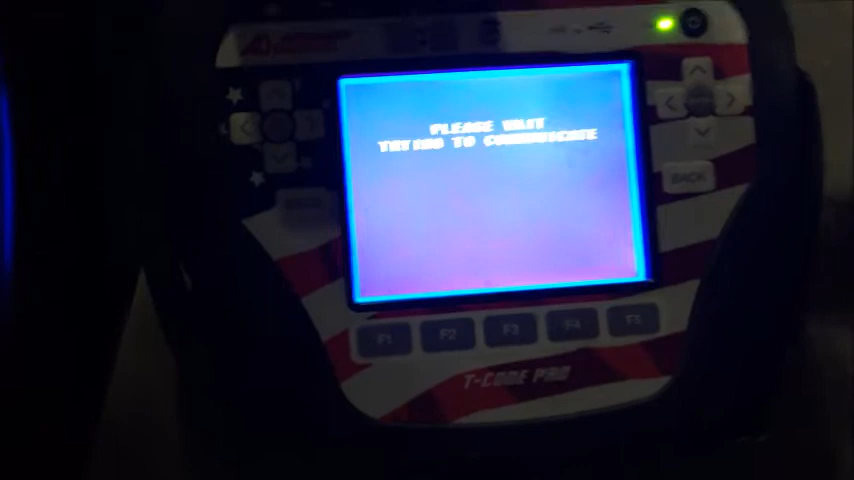 PLEASE WAIT
TRYING TO COMMUNICATE
BACK
F1 F2 F3 F4 F5
T-CODE PRO